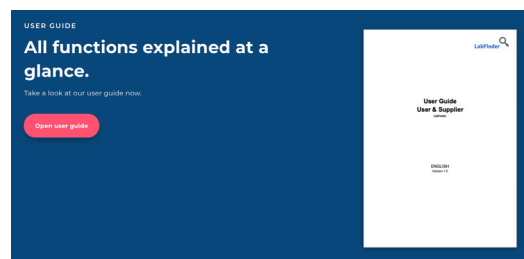 USER GUIDE
All functions explained at a
glance.
Take a look at our user guide now.
Open user guide
LabFinder
User Guide
User & Supplier
LabFinder
ENGLISH
Version 1.0